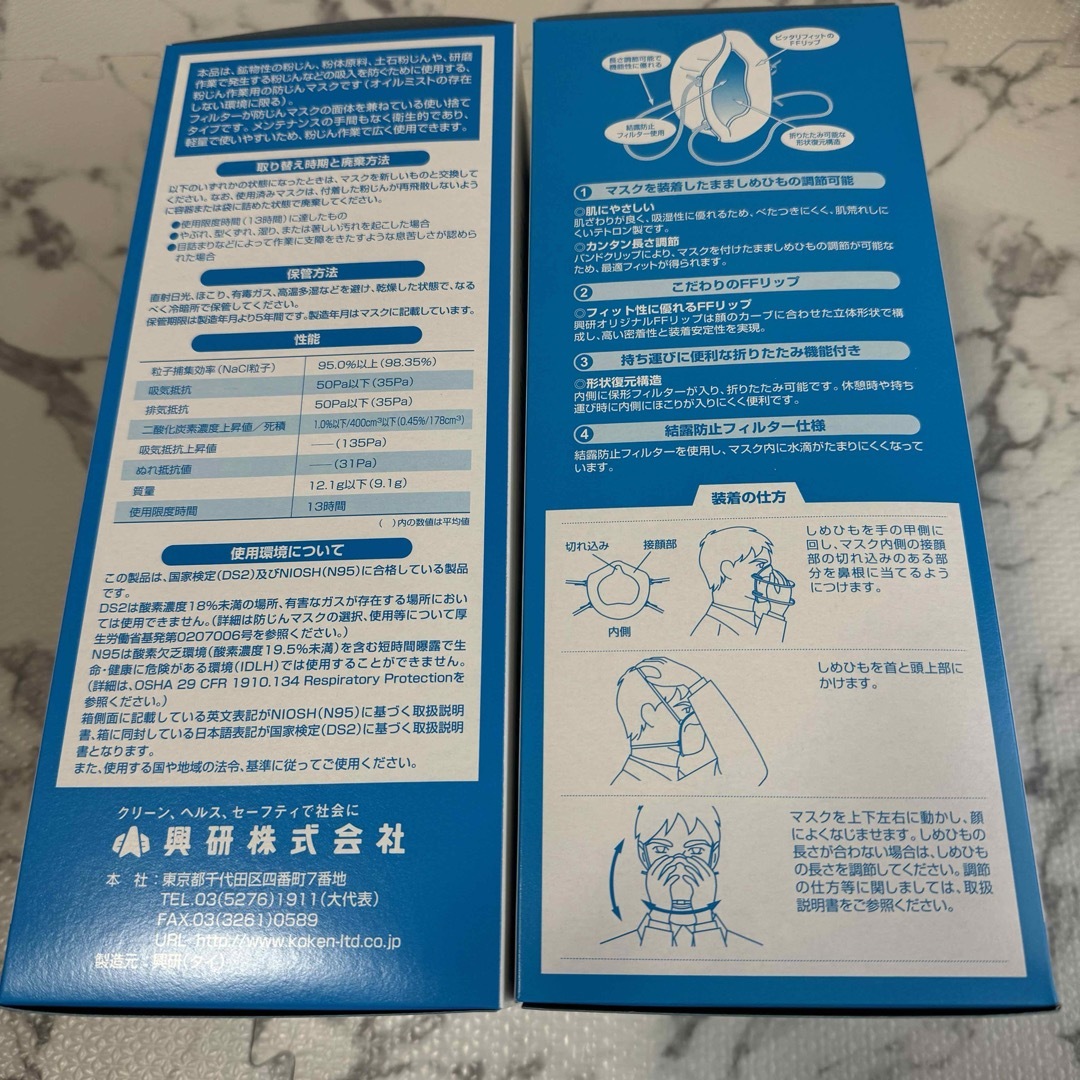 本品は、鉱物性の粉じん、粉体原料、土石粉じんや、研磨
作業で発生する粉じんなどの吸入を防ぐために使用する、
粉じん作業用の防じんマスクです（オイルミストの存在
しない環境に限る）。
フィルターが防じんマスクの面体を兼ねている使い捨て
タイプです。メンテナンスの手間もなく衛生的であり、
軽量で使いやすいため、粉じん作業で広く使用できます。
取り替え時期と廃棄方法
以下のいずれかの状態になったときは、マスクを新しいものと交換して
ください。なお、使用済みマスクは、付着した粉じんが再飛散しないよう
に容器または袋に詰めた状態で廃棄してください。
●使用限度時間（13時間）に達したもの
●やぶれ、型くずれ、湿り、または著しい汚れを起こした場合
●目詰まりなどによって作業に支障をきたすような息苦しさが認めら
れた場合
保管方法
直射日光、ほこり、有毒ガス、高温多湿などを避け、乾燥した状態で、なる
べく冷暗所で保管してください。
保管期限は製造年月より5年間です。製造年月はマスクに記載しています。
性能
粒子捕集効率（NaCl粒子） 95.0%以上（98.35%）
吸気抵抗 50Pa以下（35Pa）
排気抵抗 50Pa以下（35Pa）
二酸化炭素濃度上昇値／死積 1.0%以下/400cm³以下（0.45%/178cm³）
吸気抵抗上昇値 ──（135Pa）
ぬれ抵抗値 ──（31Pa）
質量 12.1g以下（9.1g）
使用限度時間 13時間
（ ）内の数値は平均値
使用環境について
この製品は、国家検定（DS2）及びNIOSH（N95）に合格している製品
です。
DS2は酸素濃度18%未満の場所、有害なガスが存在する場所におい
ては使用できません。（詳細は防じんマスクの選択、使用等について厚
生労働省基発第0207006号を参照ください。）
N95は酸素欠乏環境（酸素濃度19.5%未満）を含む短時間曝露で生
命・健康に危険がある環境（IDLH）では使用することができません。
（詳細は、OSHA 29 CFR 1910.134 Respiratory Protectionを
参照ください。）
箱側面に記載している英文表記がNIOSH（N95）に基づく取扱説明
書、箱に同封している日本語表記が国家検定（DS2）に基づく取扱説明
書となります。
また、使用する国や地域の法令、基準に従ってご使用ください。
クリーン、ヘルス、セーフティで社会に
興研株式会社
本　社：東京都千代田区四番町7番地
TEL.03(5276)1911(大代表)
FAX.03(3261)0589
URL http://www.koken-ltd.co.jp
製造元：興研（タイ）
ピッタリフィットの
FFリップ
長さ調節可能で
機能性に優れる
結露防止
フィルター使用
折りたたみ可能な
形状復元構造
1 マスクを装着したまましめひもの調節可能
◎肌にやさしい
肌ざわりが良く、吸湿性に優れるため、べたつきにくく、肌荒れしに
くいテトロン製です。
◎カンタン長さ調節
バンドクリップにより、マスクを付けたまましめひもの調節が可能な
ため、最適フィットが得られます。
2 こだわりのFFリップ
◎フィット性に優れるFFリップ
興研オリジナルFFリップは顔のカーブに合わせた立体形状で構
成し、高い密着性と装着安定性を実現。
3 持ち運びに便利な折りたたみ機能付き
◎形状復元構造
内側に保形フィルターが入り、折りたたみ可能です。休憩時や持ち
運び時に内側にほこりが入りにくく便利です。
4 結露防止フィルター仕様
結露防止フィルターを使用し、マスク内に水滴がたまりにくくなって
います。
装着の仕方
切れ込み 接顔部
内側
しめひもを手の甲側に
回し、マスク内側の接顔
部の切れ込みのある部
分を鼻根に当てるよう
につけます。
しめひもを首と頭上部に
かけます。
マスクを上下左右に動かし、顔
によくなじませます。しめひもの
長さが合わない場合は、しめひも
の長さを調節してください。調節
の仕方等に関しましては、取扱
説明書をご参照ください。